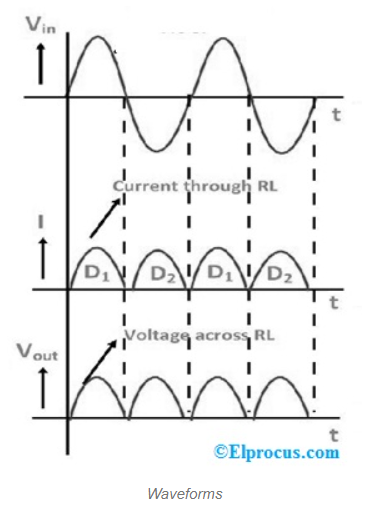 Vin
t
Current through RL
I
D1 D2 D1 D2
t
Voltage across RL
Vout
t
©Elprocus.com
Waveforms